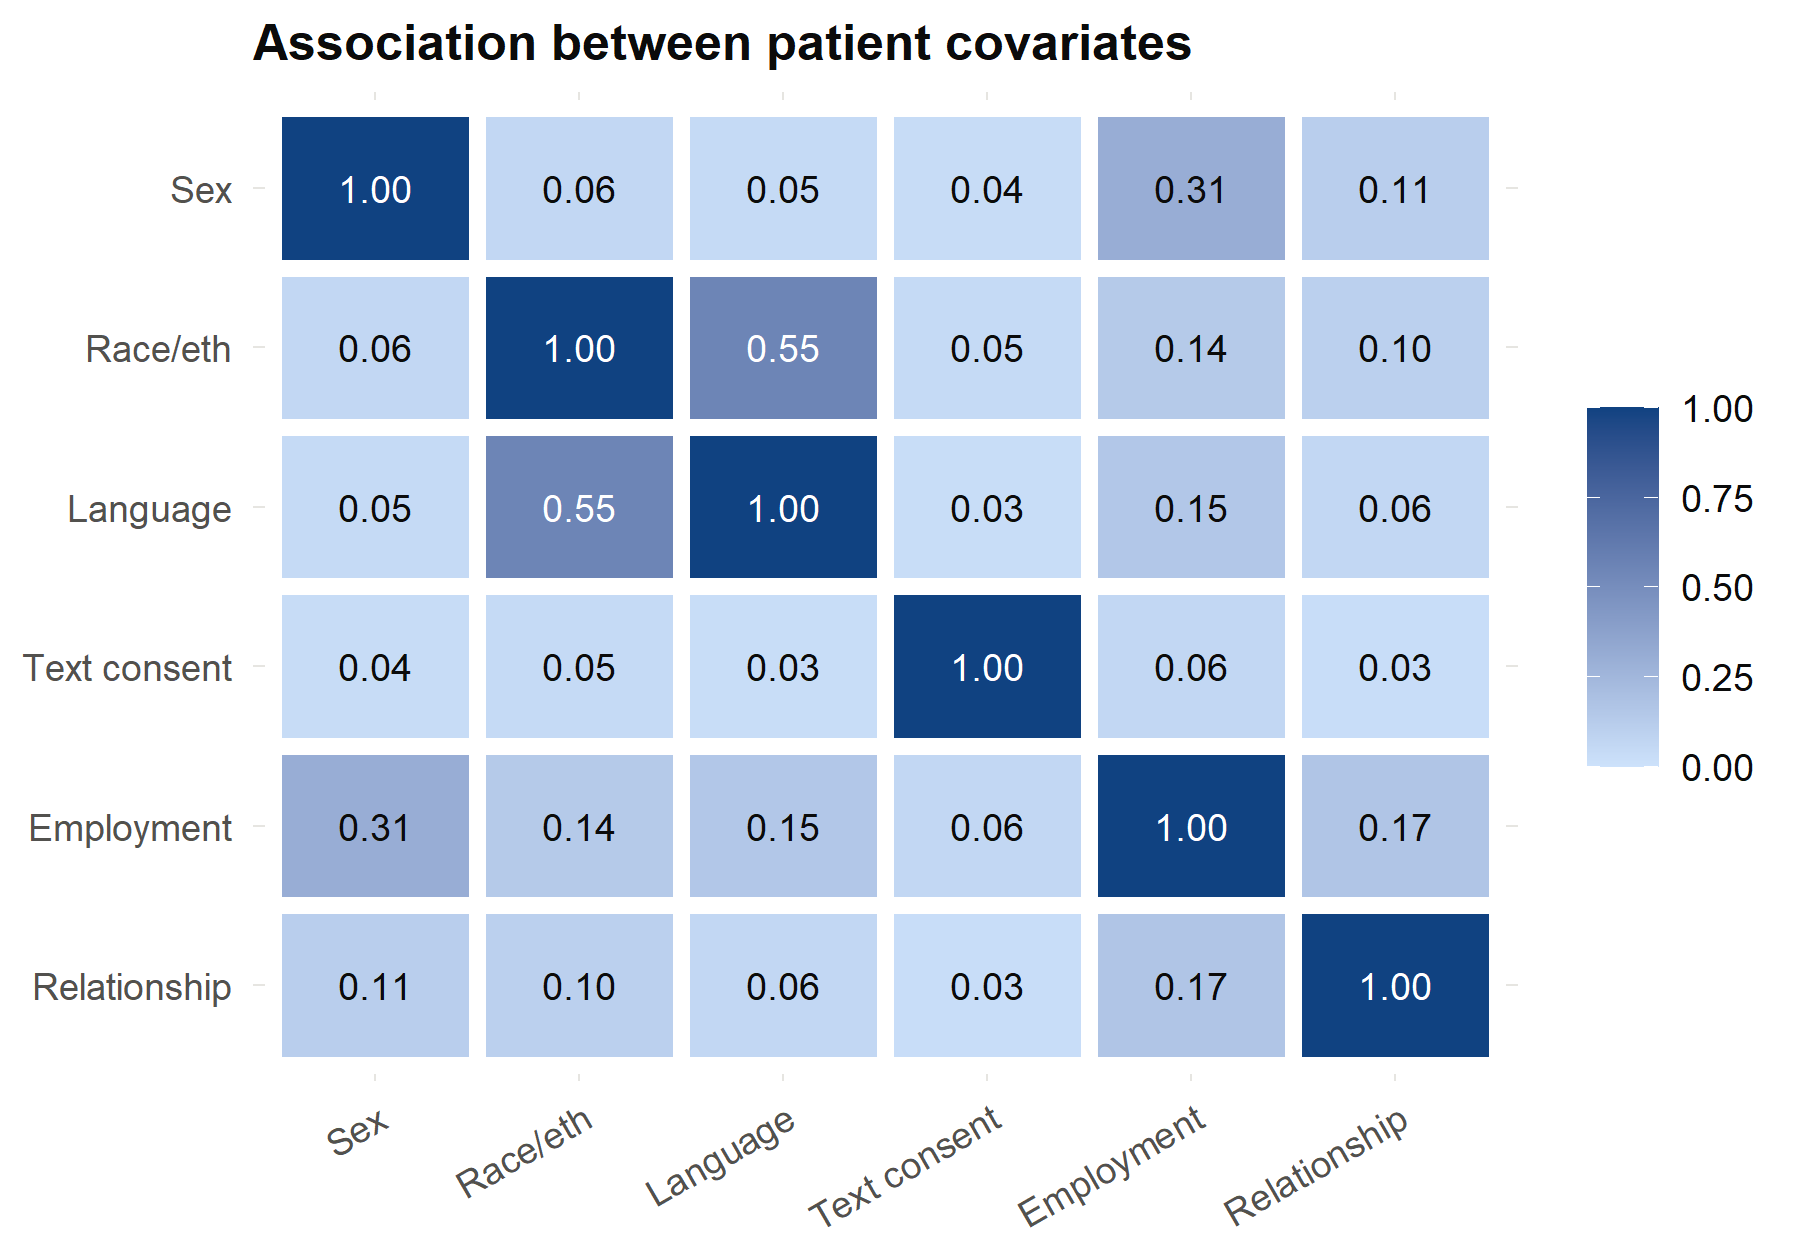 Association between patient covariates
Sex 1.00 0.06 0.05 0.04 0.31 0.11
Race/eth 0.06 1.00 0.55 0.05 0.14 0.10
Language 0.05 0.55 1.00 0.03 0.15 0.06
Text consent 0.04 0.05 0.03 1.00 0.06 0.03
Employment 0.31 0.14 0.15 0.06 1.00 0.17
Relationship 0.11 0.10 0.06 0.03 0.17 1.00
Sex Race/eth Language Text consent Employment Relationship
1.00
0.75
0.50
0.25
0.00